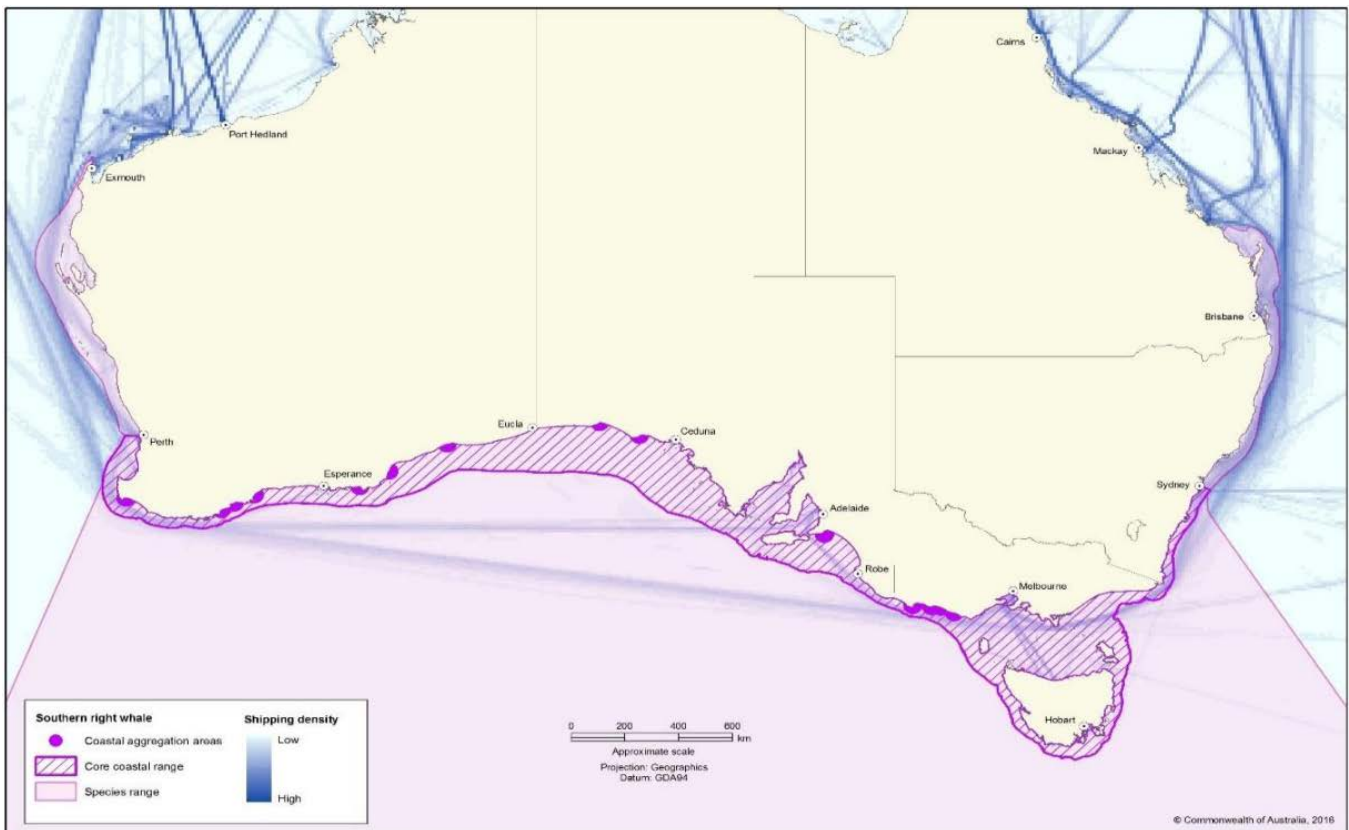 Cairns
Port Hedland
Mackay
Exmouth
Brisbane
Eucla
Perth
Ceduna
Esperance
Sydney
Adelaide
Robe
Melbourne
Hobart
Southern right whale
Coastal aggregation areas
Core coastal range
Species range
Shipping density
Low
High
0 200 400 600
km
Approximate scale
Projection: Geographics
Datum: GDA94
© Commonwealth of Australia, 2016